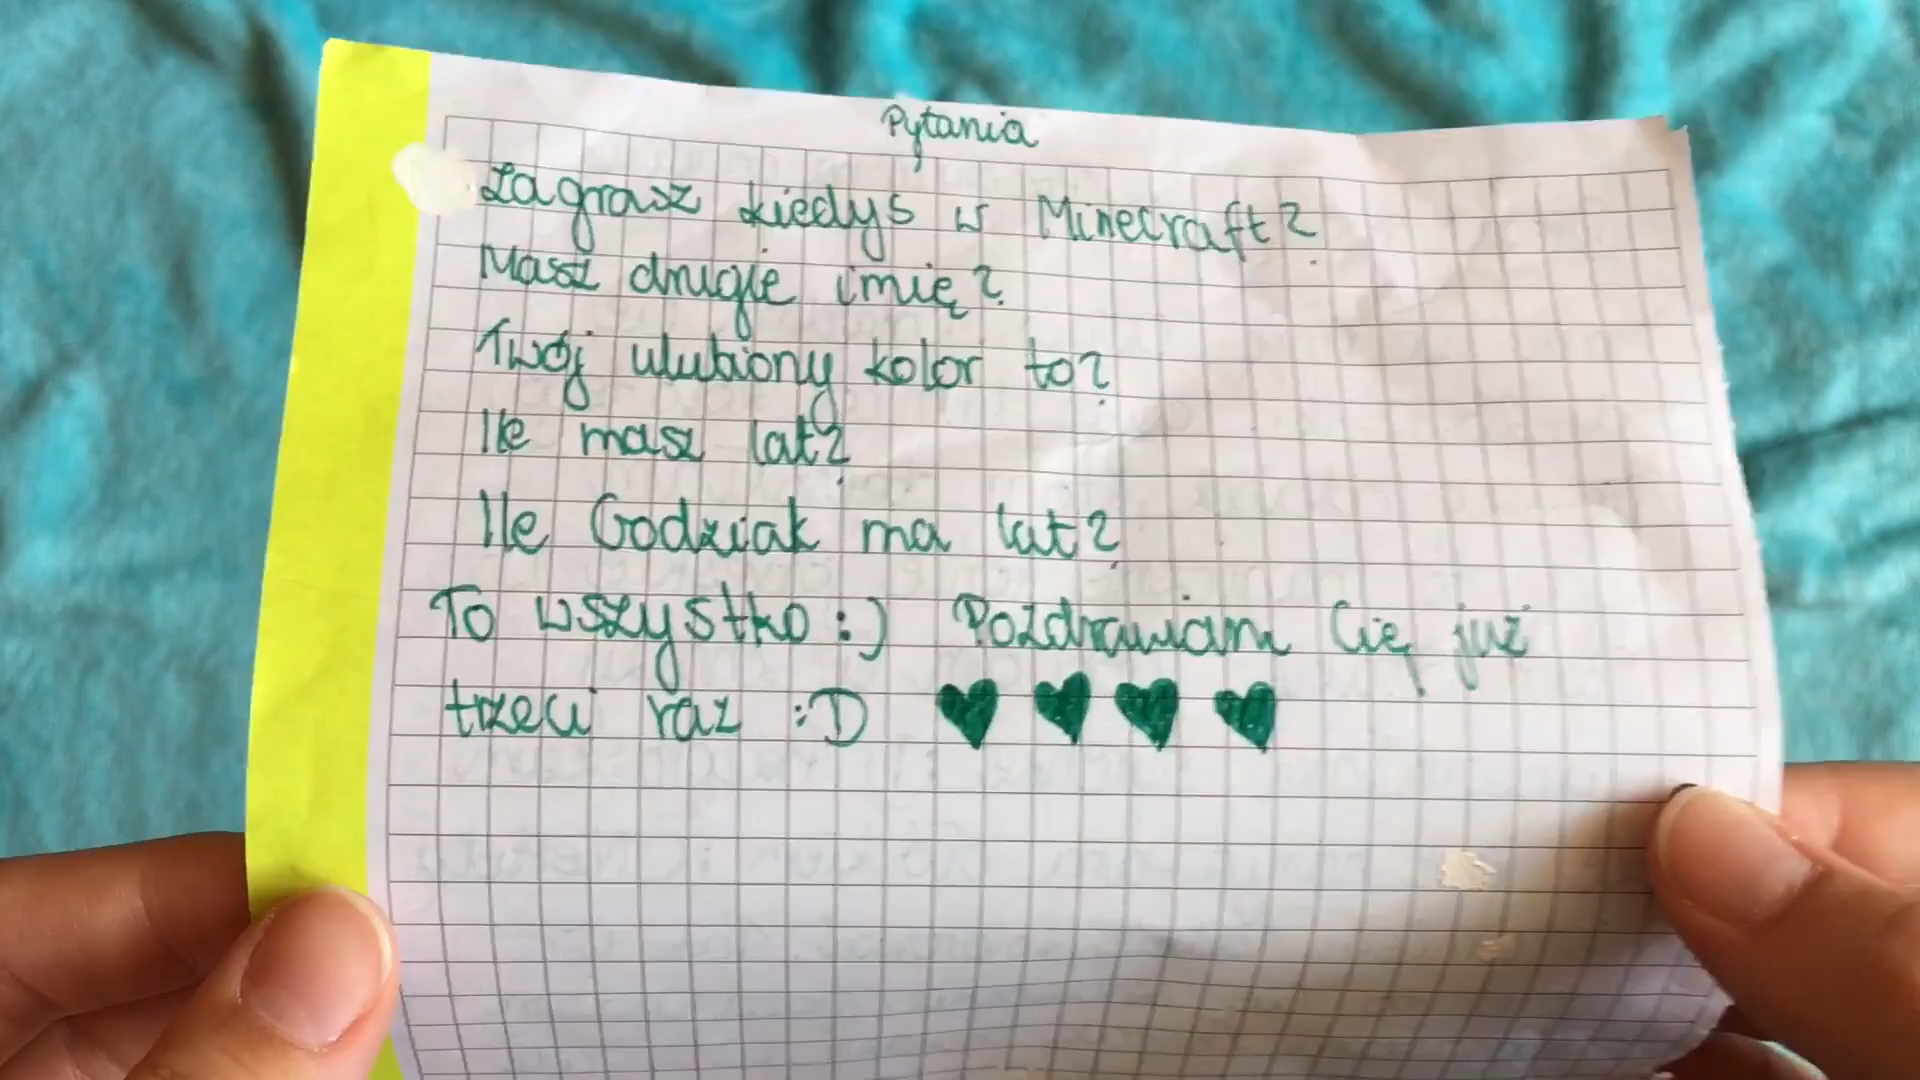 Pytania
Zagrasz kiedyś w Minecraft?
Masz drugie imię?
Twój ulubiony kolor to?
Ile masz lat?
Ile Godziak ma lat?
To wszystko :) Pozdrawiam Cię już
trzeci raz :D ♥ ♥ ♥ ♥